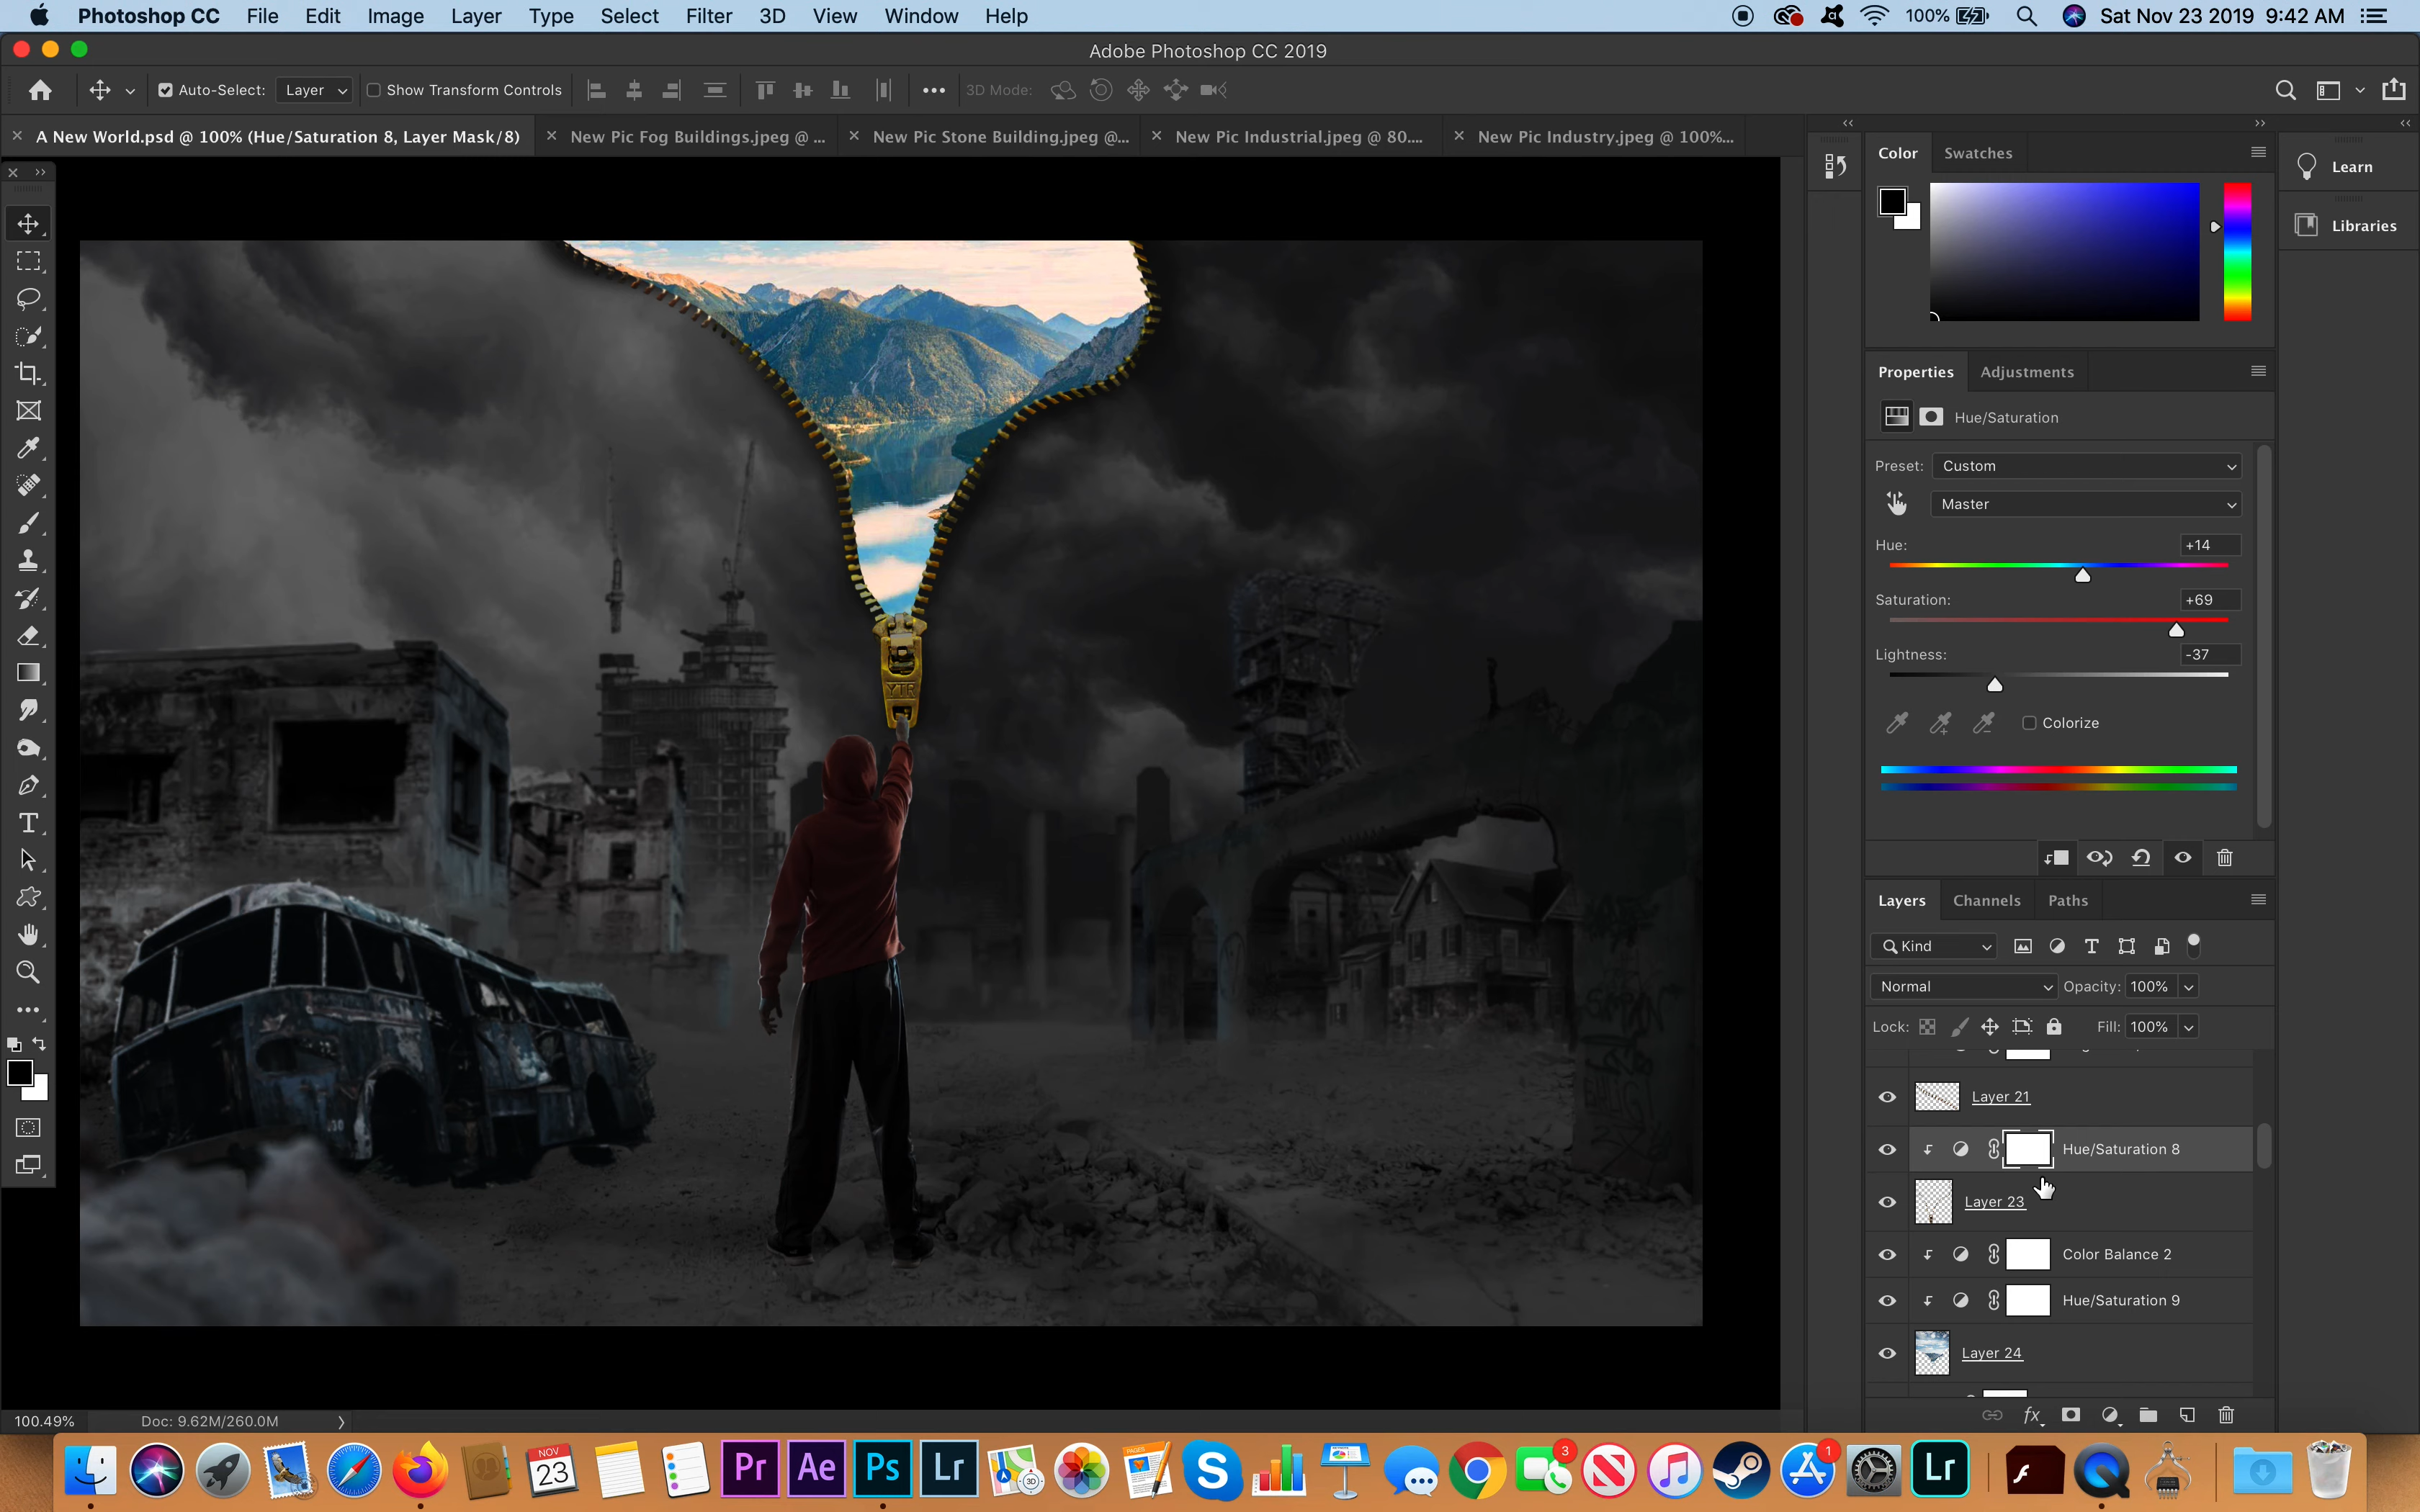 Photoshop CC File Edit Image Layer Type Select Filter 3D View Window Help 100% Sat Nov 23 2019 9:42 AM
Adobe Photoshop CC 2019
Auto-Select: Layer Show Transform Controls 3D Mode:
A New World.psd @ 100% (Hue/Saturation 8, Layer Mask/8) New Pic Fog Buildings.jpeg @ ... New Pic Stone Building.jpeg @... New Pic Industrial.jpeg @ 80.... New Pic Industry.jpeg @ 100%...
Color Swatches
Learn
Libraries
Properties Adjustments
Hue/Saturation
Preset: Custom
Master
Hue: +14
Saturation: +69
Lightness: -37
Colorize
YTR
Layers Channels Paths
Kind
Normal Opacity: 100%
Lock: Fill: 100%
Layer 21
Hue/Saturation 8
Layer 23
Color Balance 2
Hue/Saturation 9
Layer 24
fx
100.49% Doc: 9.62M/260.0M
NOV
23
Pr Ae Ps Lr
3D
PAGES
S
3
1
Lr